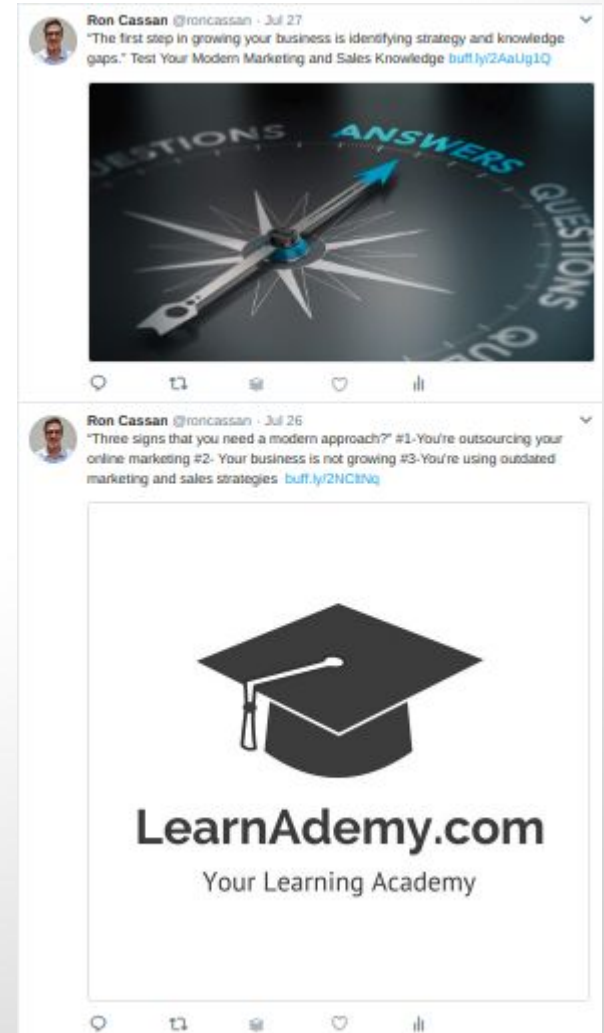 Ron Cassan @roncassan · Jul 27
"The first step in growing your business is identifying strategy and knowledge
gaps." Test Your Modern Marketing and Sales Knowledge buff.ly/2AaUg1Q
ESTIONS
ANSWERS
QUESTIONS
QUE
Ron Cassan @roncassan · Jul 26
"Three signs that you need a modern approach?" #1-You're outsourcing your
online marketing #2- Your business is not growing #3-You're using outdated
marketing and sales strategies buff.ly/2NCltNq
LearnAdemy.com
Your Learning Academy